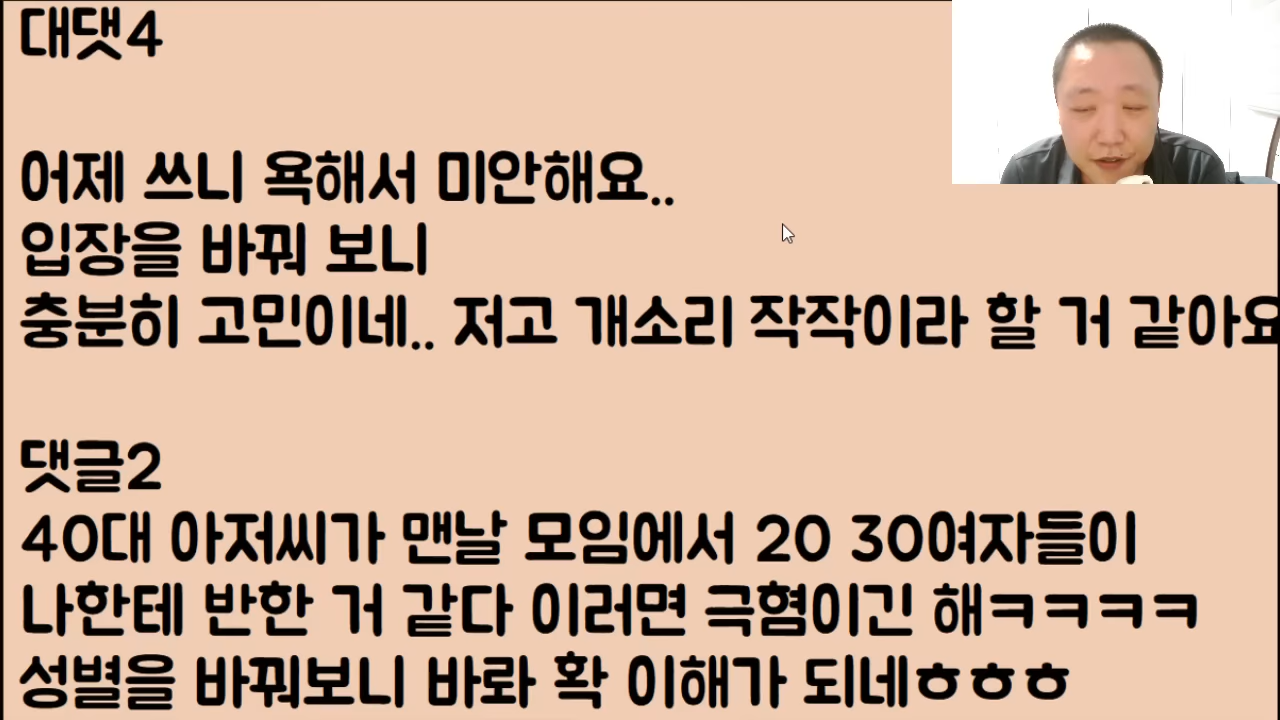 대댓4
어제 쓰니 욕해서 미안해요..
입장을 바꿔 보니
충분히 고민이네.. 저고 개소리 작작이라 할 거 같아요
댓글2
40대 아저씨가 맨날 모임에서 20 30여자들이
나한테 반한 거 같다 이러면 극혐이긴 해ㅋㅋㅋㅋ
성별을 바꿔보니 바롸 확 이해가 되네ㅎㅎㅎ